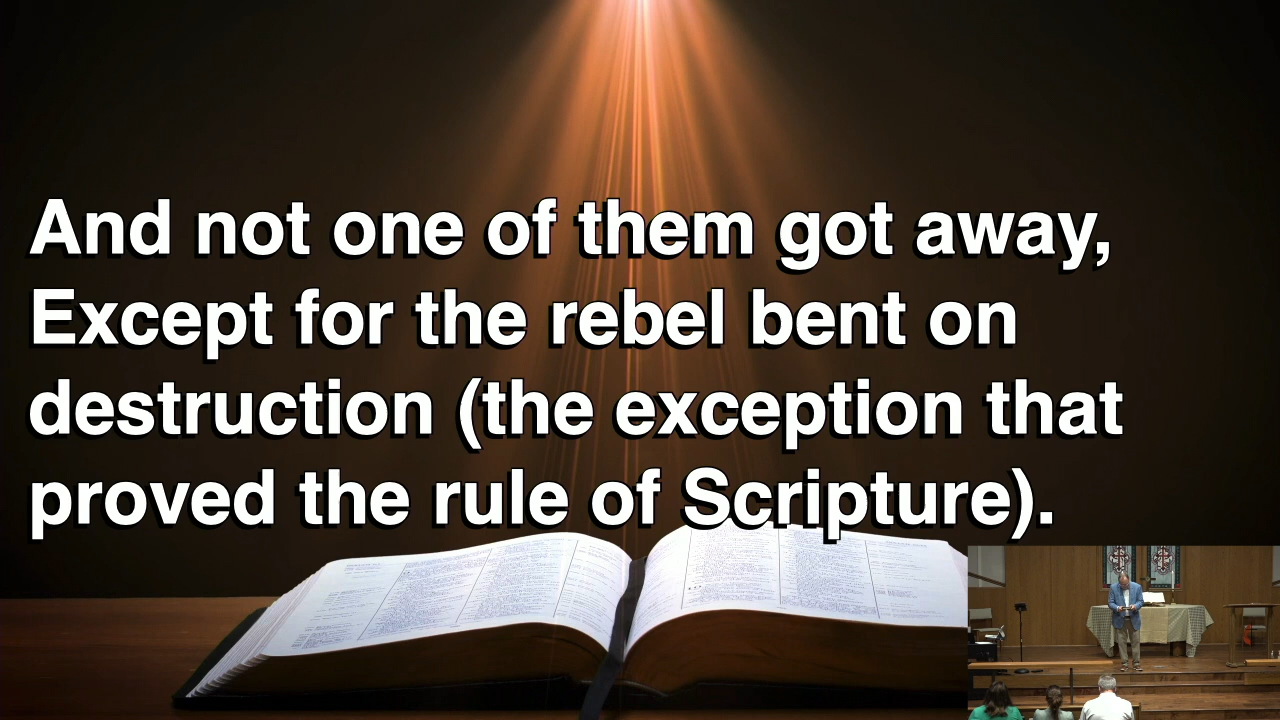 And not one of them got away,
Except for the rebel bent on
destruction (the exception that
proved the rule of Scripture).